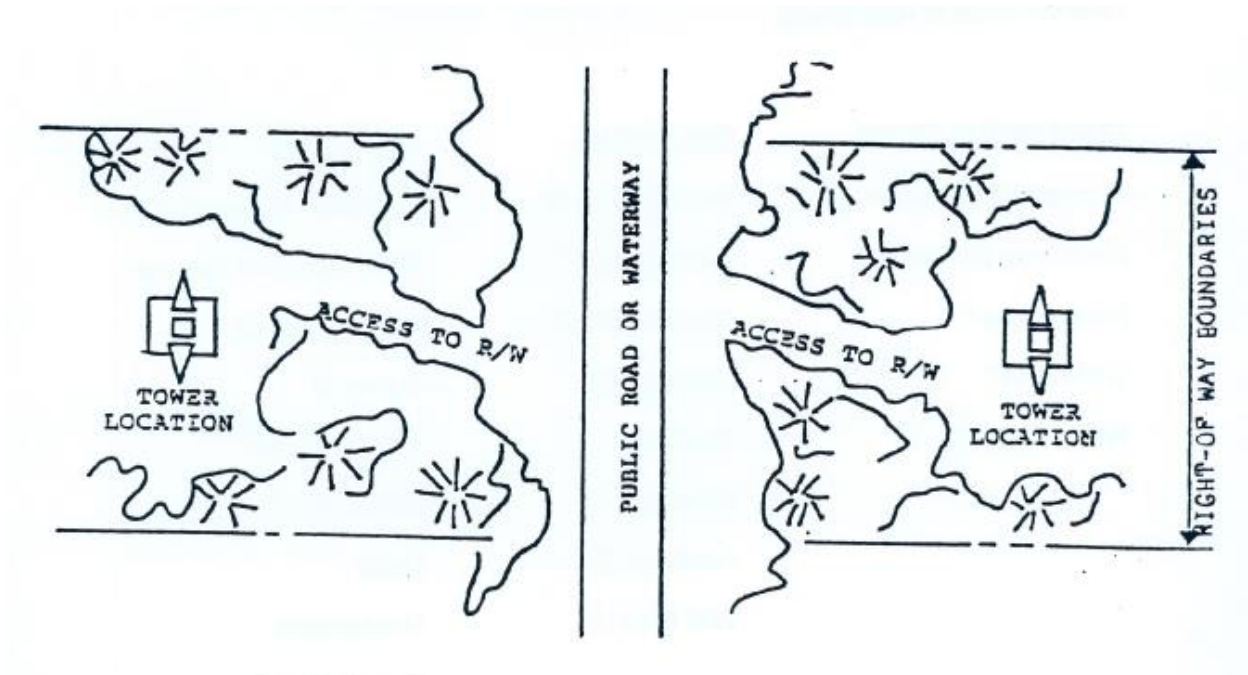 ACCESS TO R/W
TOWER
LOCATION
PUBLIC ROAD OR WATERWAY
ACCESS TO R/W
TOWER
LOCATION
RIGHT-OF WAY BOUNDARIES